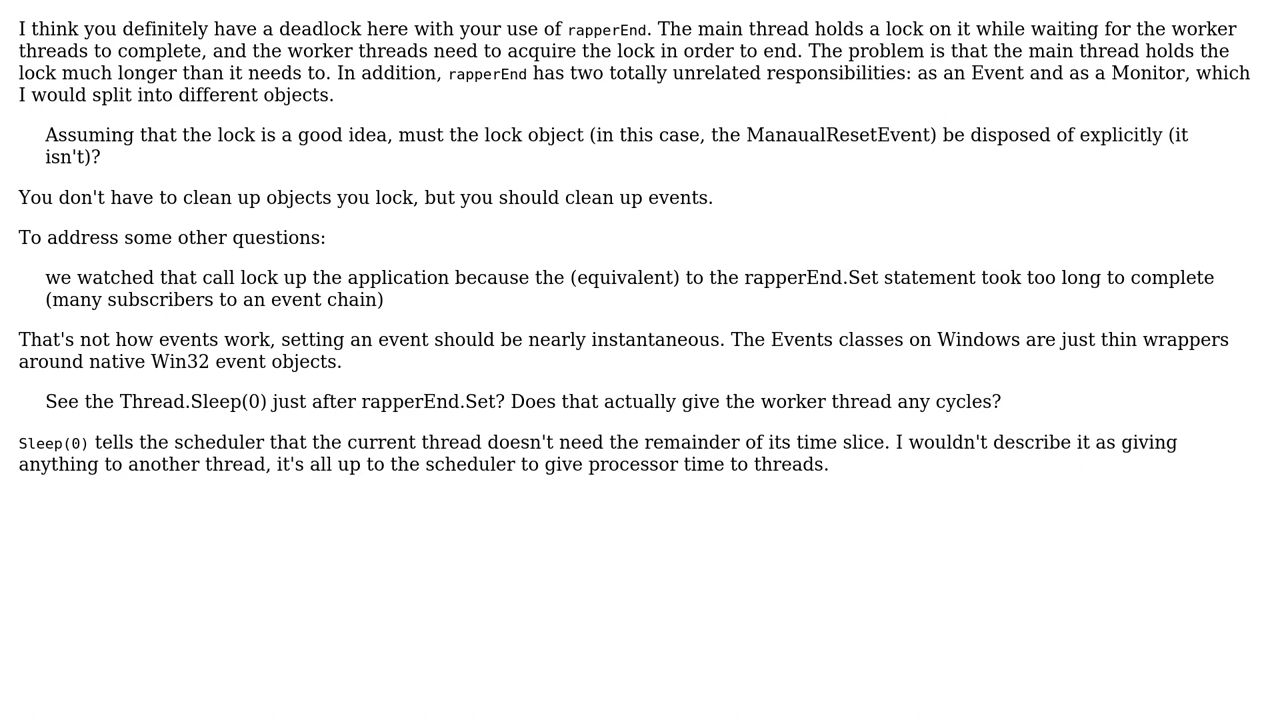 I think you definitely have a deadlock here with your use of rapperEnd. The main thread holds a lock on it while waiting for the worker
threads to complete, and the worker threads need to acquire the lock in order to end. The problem is that the main thread holds the
lock much longer than it needs to. In addition, rapperEnd has two totally unrelated responsibilities: as an Event and as a Monitor, which
I would split into different objects.
Assuming that the lock is a good idea, must the lock object (in this case, the ManaualResetEvent) be disposed of explicitly (it
isn't)?
You don't have to clean up objects you lock, but you should clean up events.
To address some other questions:
we watched that call lock up the application because the (equivalent) to the rapperEnd.Set statement took too long to complete
(many subscribers to an event chain)
That's not how events work, setting an event should be nearly instantaneous. The Events classes on Windows are just thin wrappers
around native Win32 event objects.
See the Thread.Sleep(0) just after rapperEnd.Set? Does that actually give the worker thread any cycles?
Sleep(0) tells the scheduler that the current thread doesn't need the remainder of its time slice. I wouldn't describe it as giving
anything to another thread, it's all up to the scheduler to give processor time to threads.